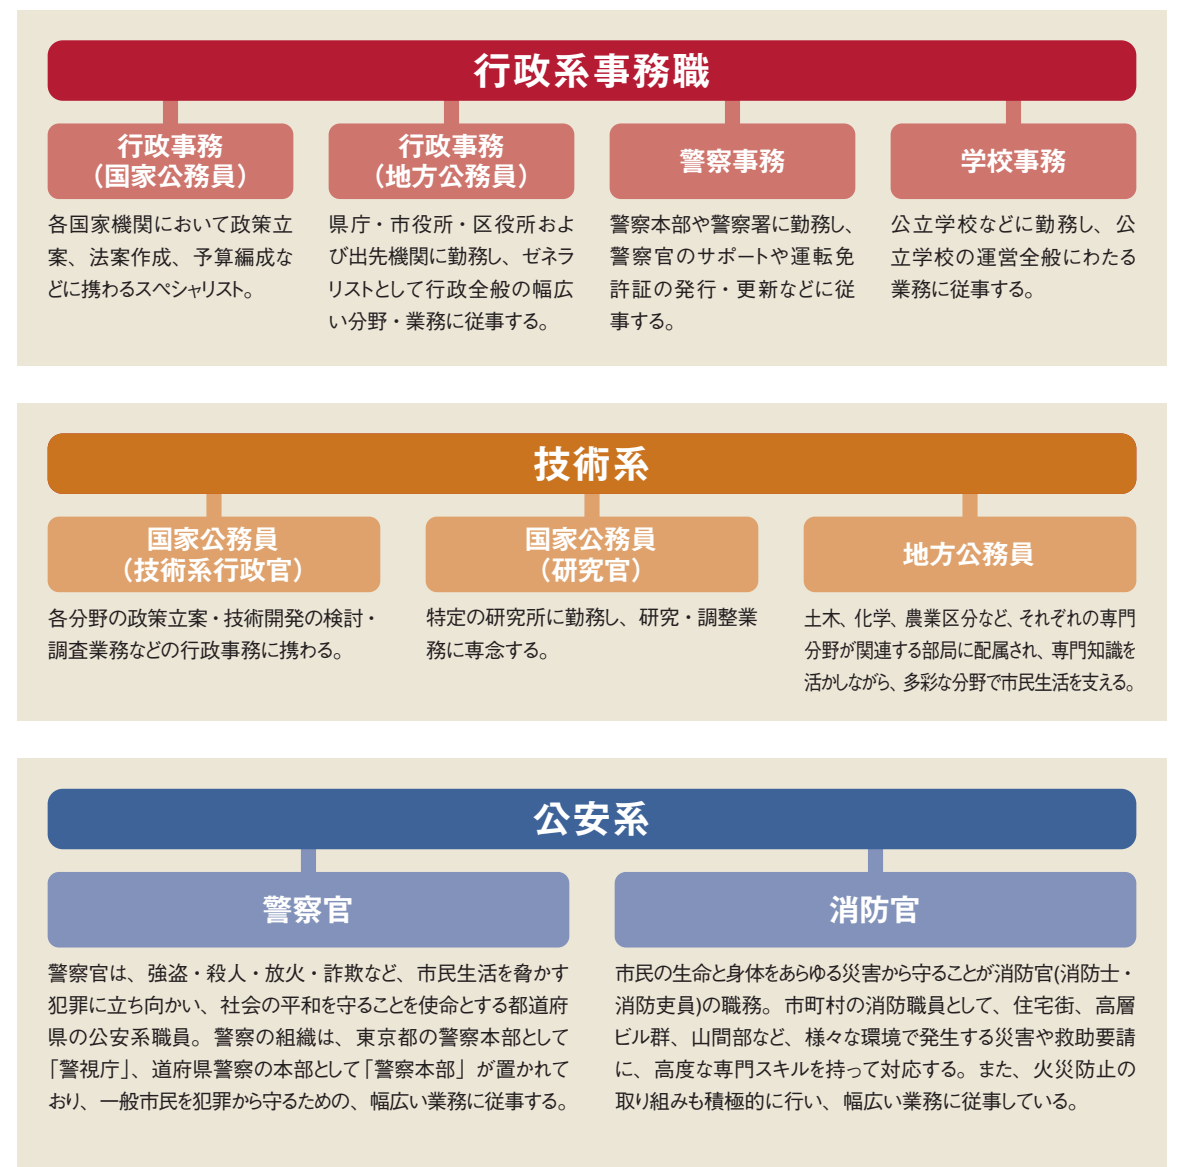 行政系事務職
行政事務
（国家公務員）
各国家機関において政策立
案、法案作成、予算編成な
どに携わるスペシャリスト。
行政事務
（地方公務員）
県庁・市役所・区役所およ
び出先機関に勤務し、ゼネラ
リストとして行政全般の幅広
い分野・業務に従事する。
警察事務
警察本部や警察署に勤務し、
警察官のサポートや運転免
許証の発行・更新などに従
事する。
学校事務
公立学校などに勤務し、公
立学校の運営全般にわたる
業務に従事する。
技術系
国家公務員
（技術系行政官）
各分野の政策立案・技術開発の検討・
調査業務などの行政事務に携わる。
国家公務員
（研究官）
特定の研究所に勤務し、研究・調整業
務に専念する。
地方公務員
土木、化学、農業区分など、それぞれの専門
分野が関連する部局に配属され、専門知識を
活かしながら、多彩な分野で市民生活を支える。
公安系
警察官
警察官は、強盗・殺人・放火・詐欺など、市民生活を脅かす
犯罪に立ち向かい、社会の平和を守ることを使命とする都道府
県の公安系職員。警察の組織は、東京都の警察本部として
「警視庁」、道府県警察の本部として「警察本部」が置かれて
おり、一般市民を犯罪から守るための、幅広い業務に従事する。
消防官
市民の生命と身体をあらゆる災害から守ることが消防官(消防士・
消防吏員)の職務。市町村の消防職員として、住宅街、高層
ビル群、山間部など、様々な環境で発生する災害や救助要請
に、高度な専門スキルを持って対応する。また、火災防止の
取り組みも積極的に行い、幅広い業務に従事している。